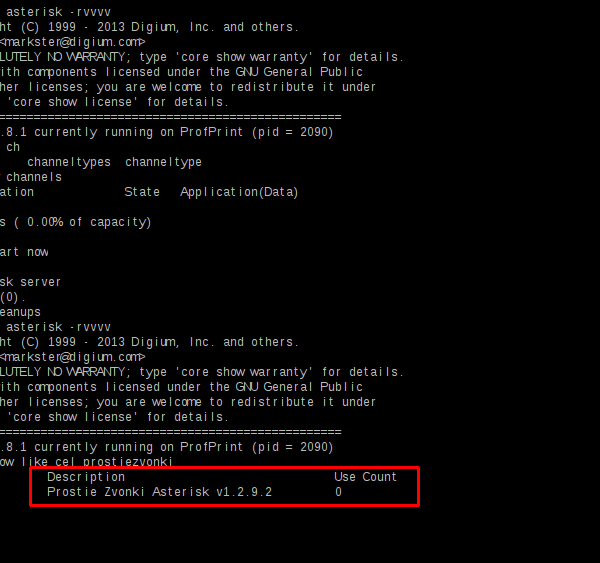 asterisk -rvvvv
ht (C) 1999 - 2013 Digium, Inc. and others.
<markster@digium.com>
LUTELY NO WARRANTY; type 'core show warranty' for details.
ith components licensed under the GNU General Public
her licenses; you are welcome to redistribute it under
'core show license' for details.
=====================================================
.8.1 currently running on ProfPrint (pid = 2090)
ch
channeltypes channeltype
channels
ation State Application(Data)
s ( 0.00% of capacity)
art now
sk server
(0).
eanups
asterisk -rvvvv
ht (C) 1999 - 2013 Digium, Inc. and others.
<markster@digium.com>
LUTELY NO WARRANTY; type 'core show warranty' for details.
ith components licensed under the GNU General Public
her licenses; you are welcome to redistribute it under
'core show license' for details.
=====================================================
.8.1 currently running on ProfPrint (pid = 2090)
ow like cel_prostiezvonki
Description Use Count
Prostie Zvonki Asterisk v1.2.9.2 0